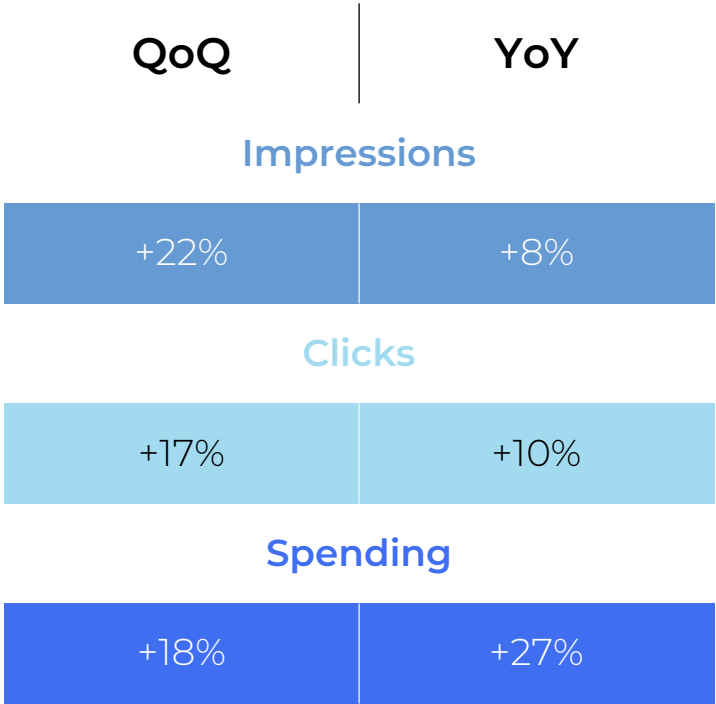 QoQ YoY
Impressions
+22% +8%
Clicks
+17% +10%
Spending
+18% +27%